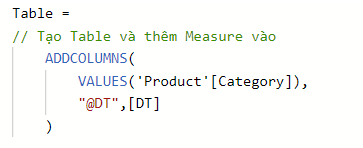 Table =
// Tạo Table và thêm Measure vào
ADDCOLUMNS(
VALUES('Product'[Category]),
"@DT",[DT]
)